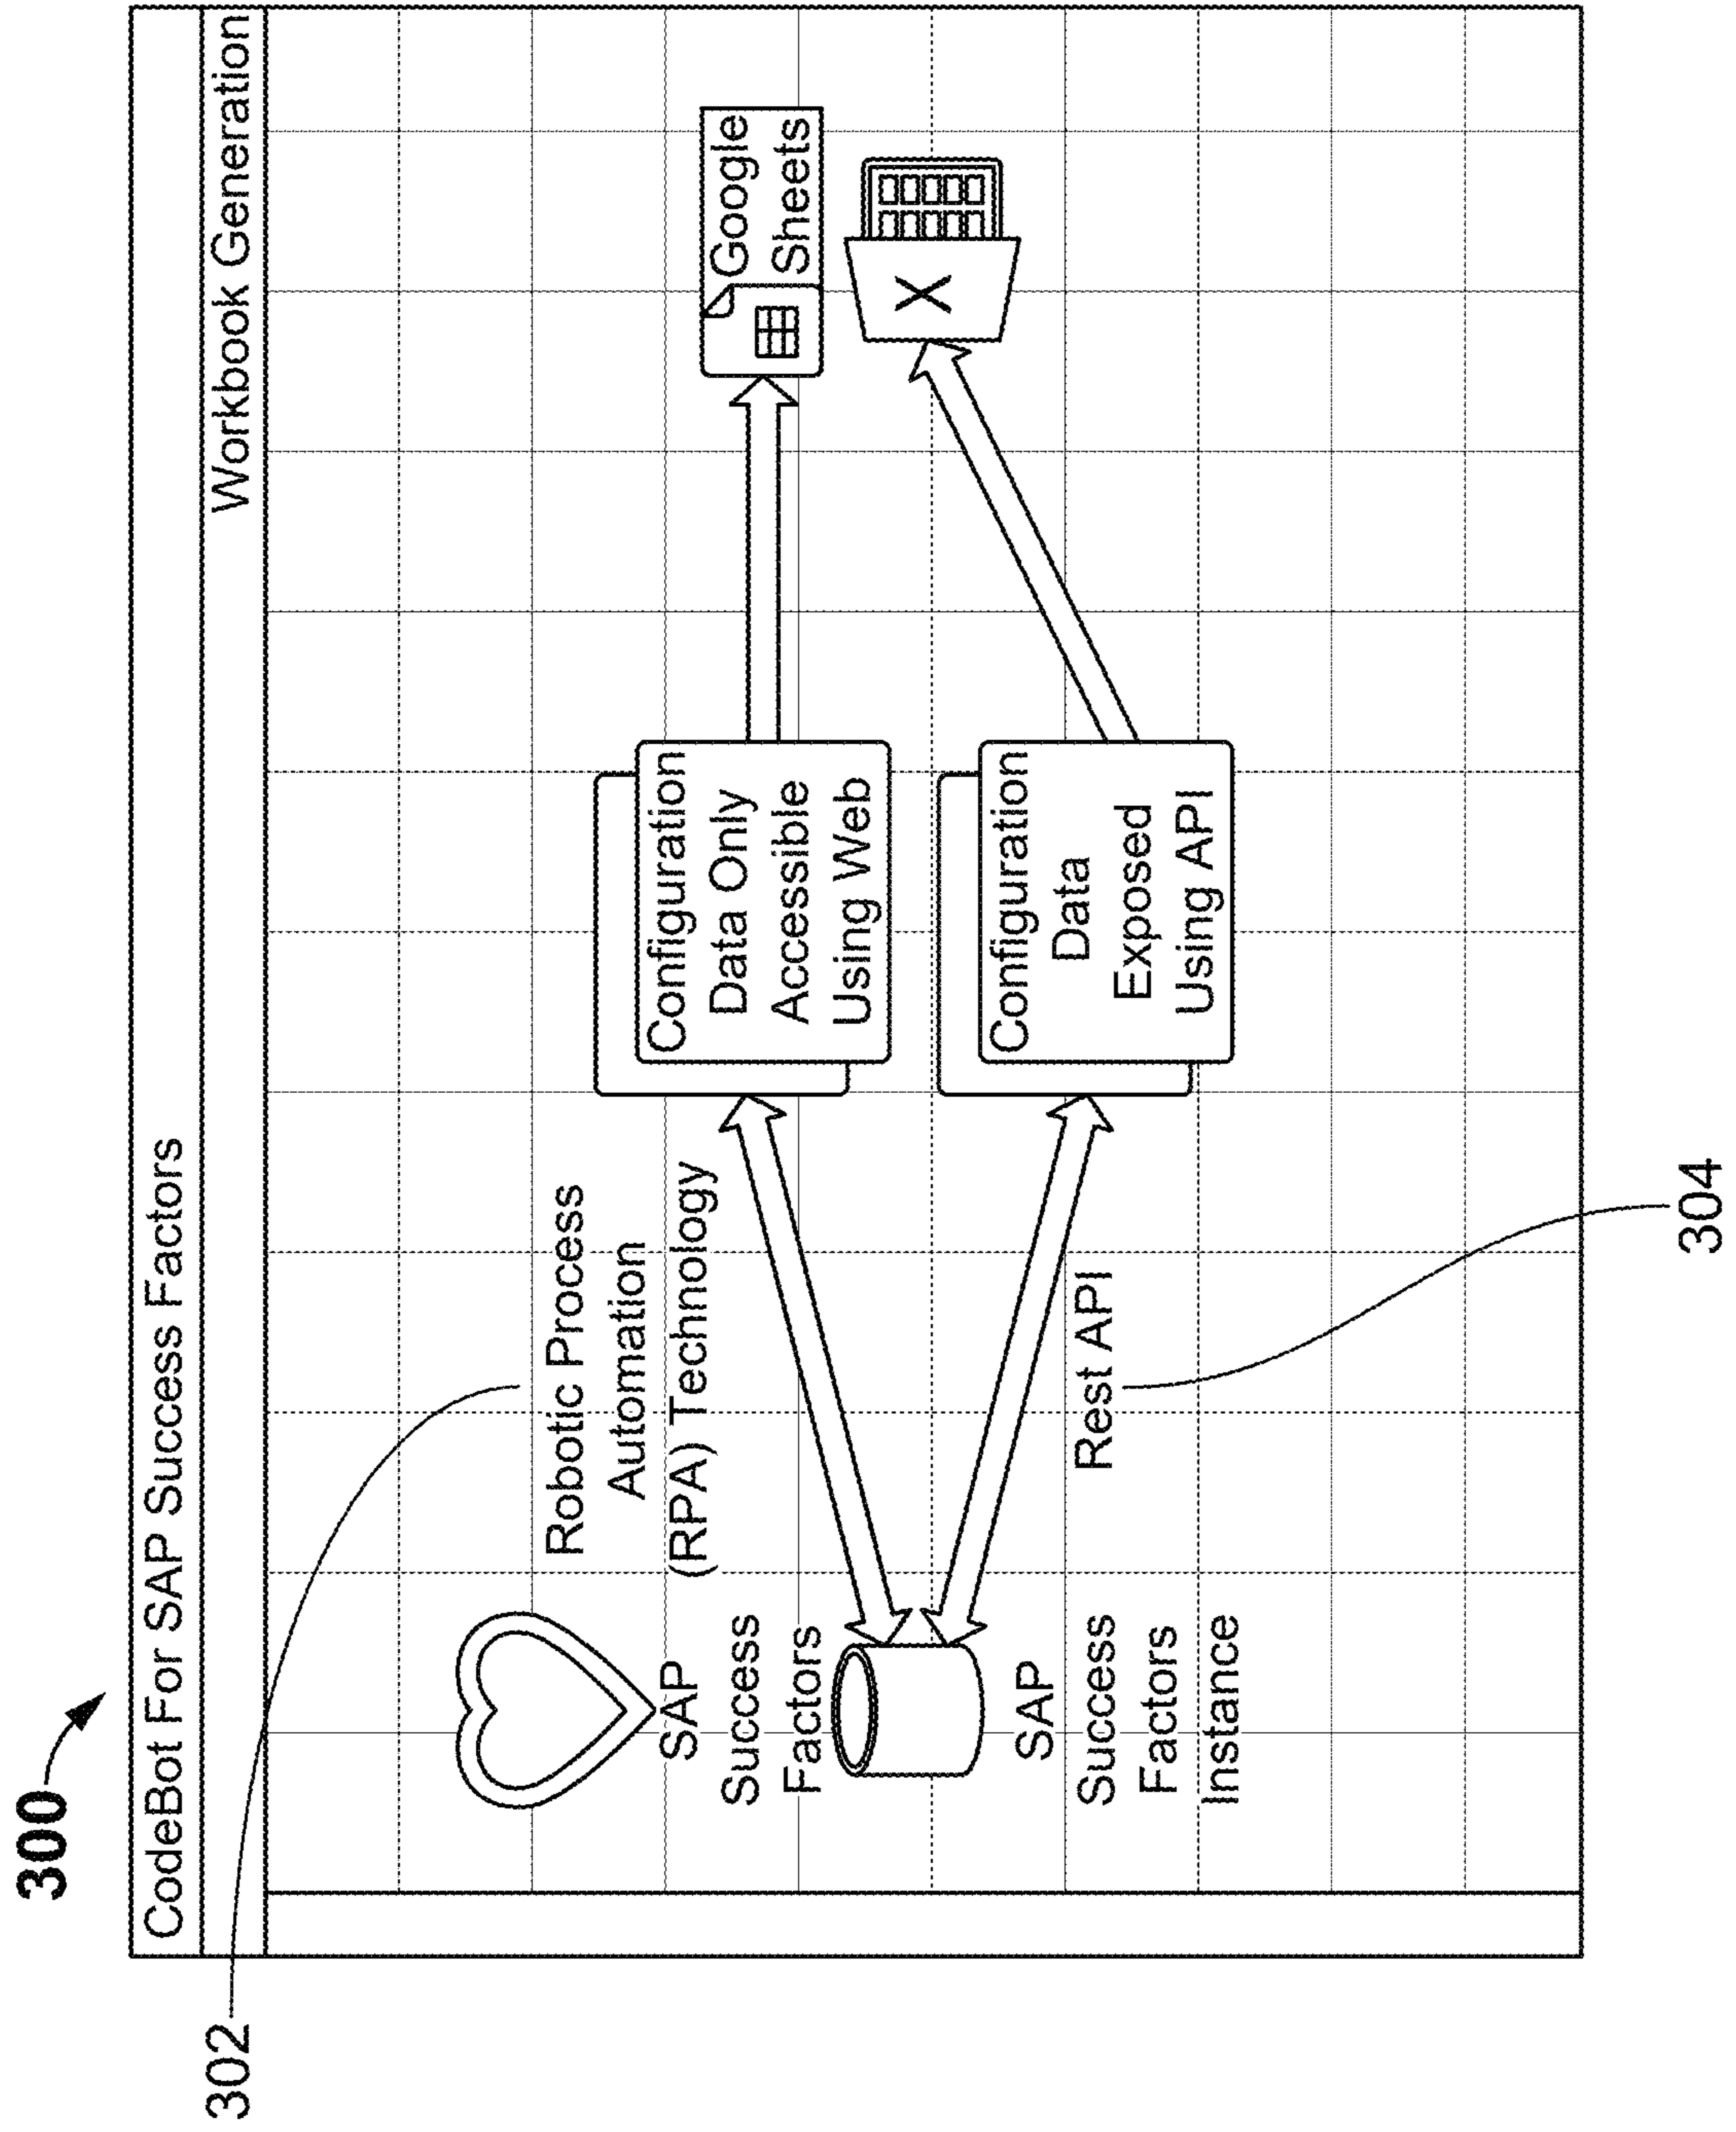 300
CodeBot For SAP Success Factors
Workbook Generation
302
Robotic Process
Automation
(RPA) Technology
SAP
Success
Factors
Configuration
Data Only
Accessible
Using Web
Google
Sheets
X
SAP
Success
Factors
Instance
Rest API
Configuration
Data
Exposed
Using API
304